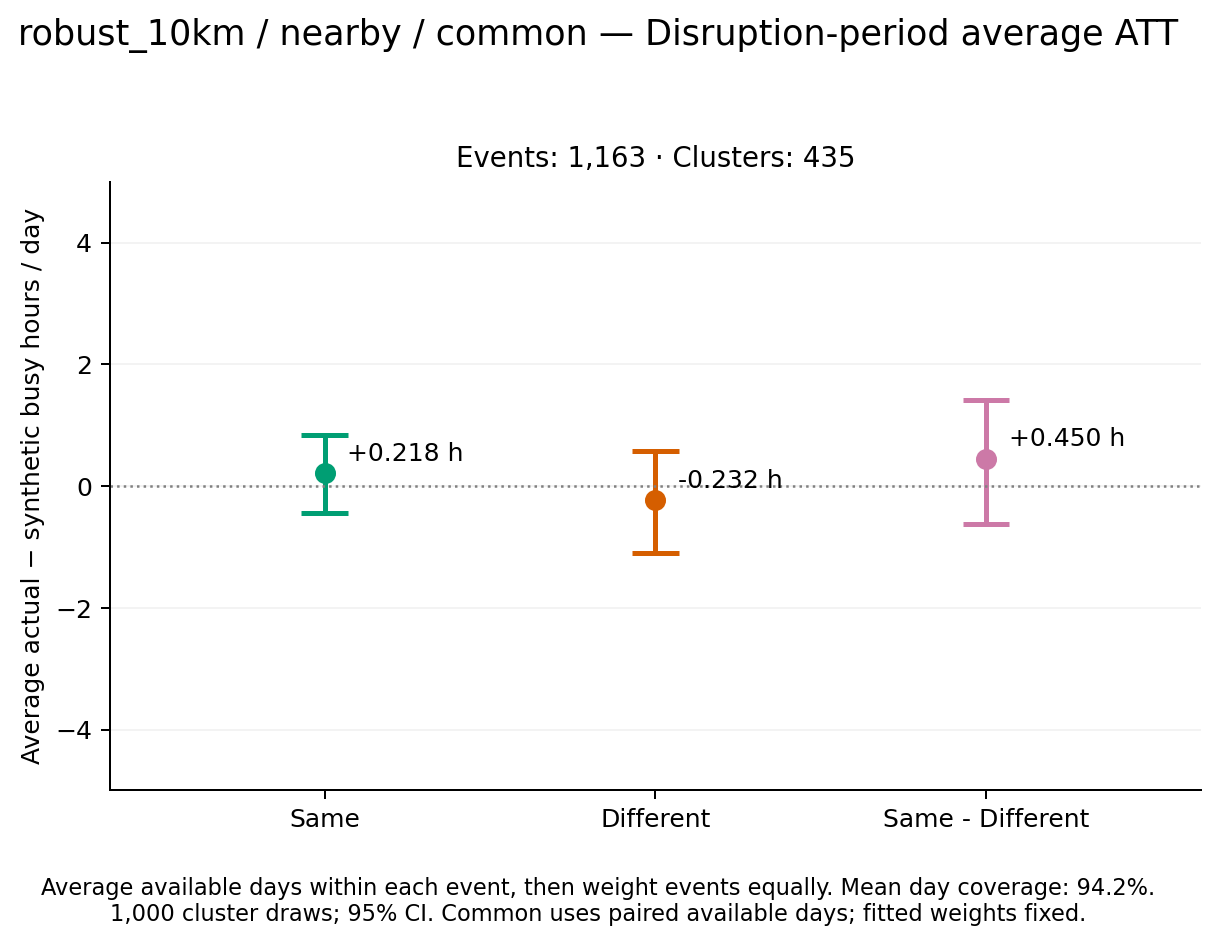 robust_10km / nearby / common — Disruption-period average ATT
Events: 1,163 · Clusters: 435
Average actual − synthetic busy hours / day
4
2
0
−2
−4
+0.218 h
-0.232 h
+0.450 h
Same
Different
Same - Different
Average available days within each event, then weight events equally. Mean day coverage: 94.2%.
1,000 cluster draws; 95% CI. Common uses paired available days; fitted weights fixed.